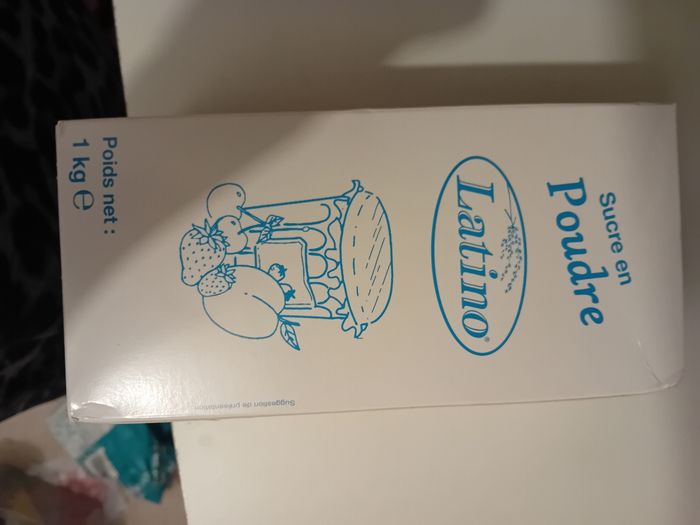 Sucre en
Poudre
Latino®
Suggestion de présentation
Poids net :
1 kg ℮